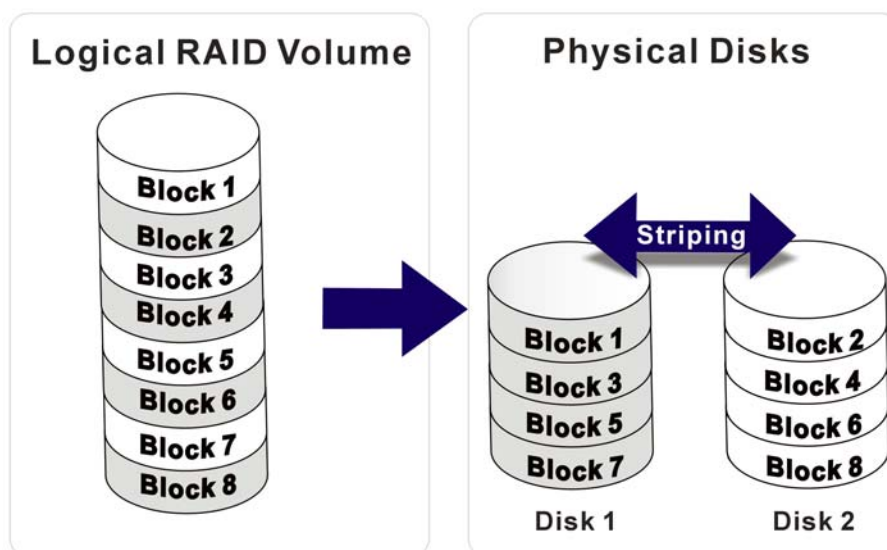 Logical RAID Volume
Block 1
Block 2
Block 3
Block 4
Block 5
Block 6
Block 7
Block 8
Physical Disks
Striping
Block 1
Block 3
Block 5
Block 7
Disk 1
Block 2
Block 4
Block 6
Block 8
Disk 2